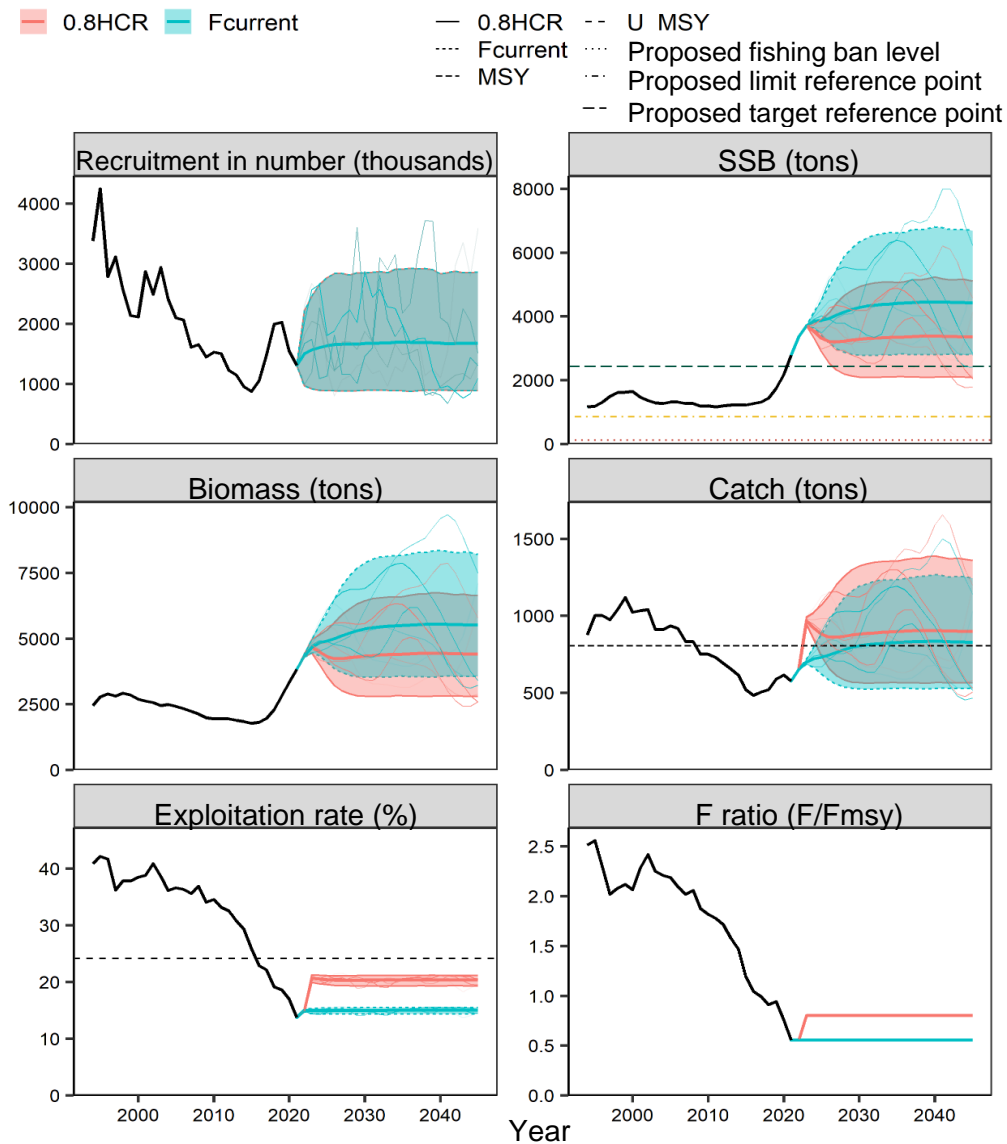 0.8HCR Fcurrent
0.8HCR
Fcurrent
MSY
U MSY
Proposed fishing ban level
Proposed limit reference point
Proposed target reference point
Recruitment in number (thousands)
4000
3000
2000
1000
0
SSB (tons)
8000
6000
4000
2000
0
Biomass (tons)
10000
7500
5000
2500
0
Catch (tons)
1500
1000
500
0
Exploitation rate (%)
40
30
20
10
0
2000 2010 2020 2030 2040
F ratio (F/Fmsy)
2.5
2.0
1.5
1.0
0.5
0.0
2000 2010 2020 2030 2040
Year